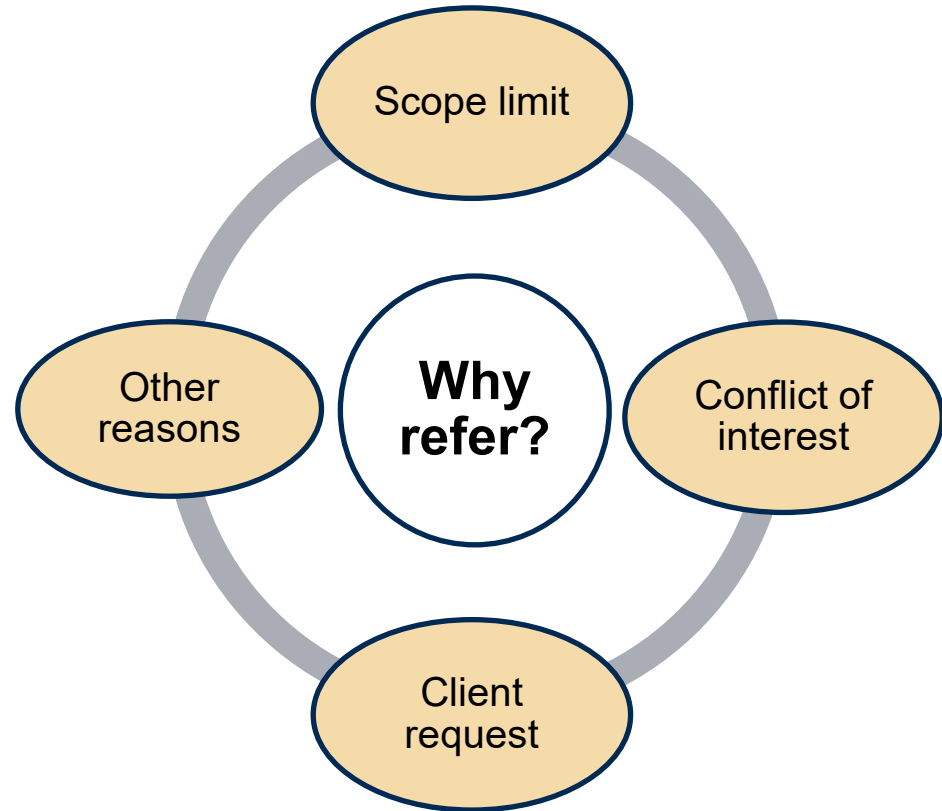 Scope limit
Other
reasons
Why
refer?
Conflict of
interest
Client
request